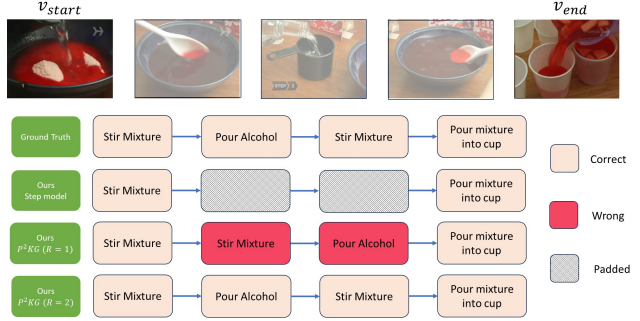 v_start
v_end
(STEP) 2
Ground Truth
Stir Mixture
Pour Alcohol
Stir Mixture
Pour mixture
into cup
Ours
Step model
Stir Mixture
Pour mixture
into cup
Ours
P²KG (R = 1)
Stir Mixture
Stir Mixture
Pour Alcohol
Pour mixture
into cup
Ours
P²KG (R = 2)
Stir Mixture
Pour Alcohol
Stir Mixture
Pour mixture
into cup
Correct
Wrong
Padded